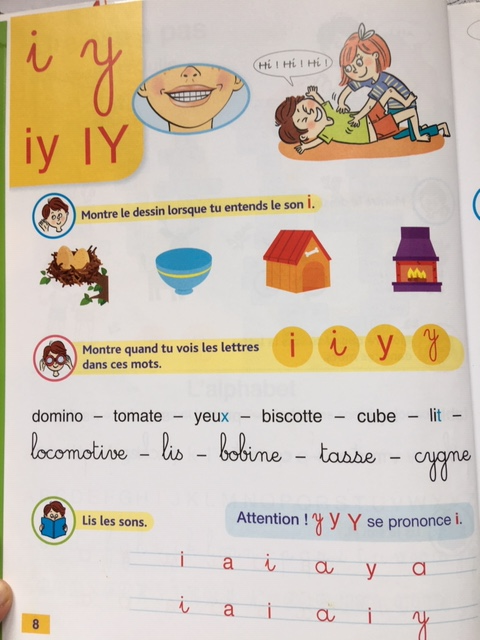 i y
iy IY
Hi ! Hi ! Hi !
Montre le dessin lorsque tu entends le son i.
Montre quand tu vois les lettres
dans ces mots.
i i y y
domino – tomate – yeux – biscotte – cube – lit –
locomotive – lis – bobine – tasse – cygne
Lis les sons.
Attention ! y y Y se prononce i.
i a i a y a
i a i a i y
8